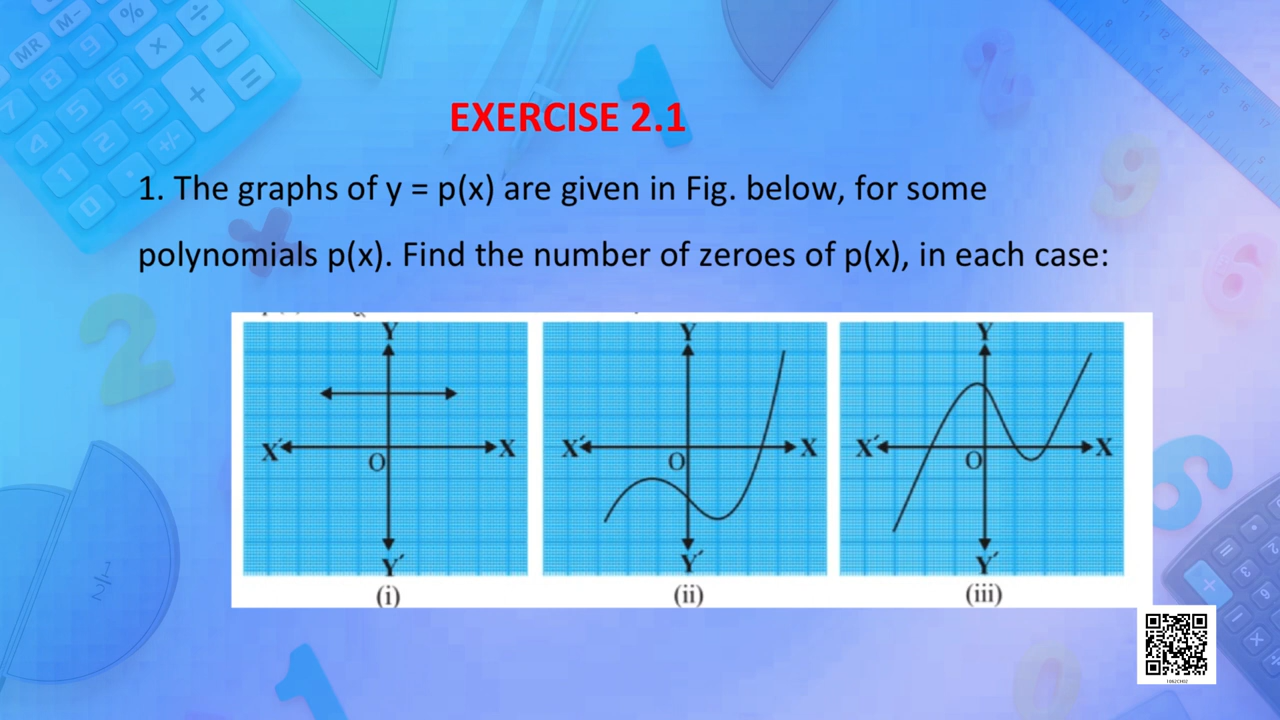 EXERCISE 2.1
1. The graphs of y = p(x) are given in Fig. below, for some
polynomials p(x). Find the number of zeroes of p(x), in each case:
Y Y Y
X′ O X X′ O X X′ O X
Y′ Y′ Y′
(i) (ii) (iii)
1062CH02